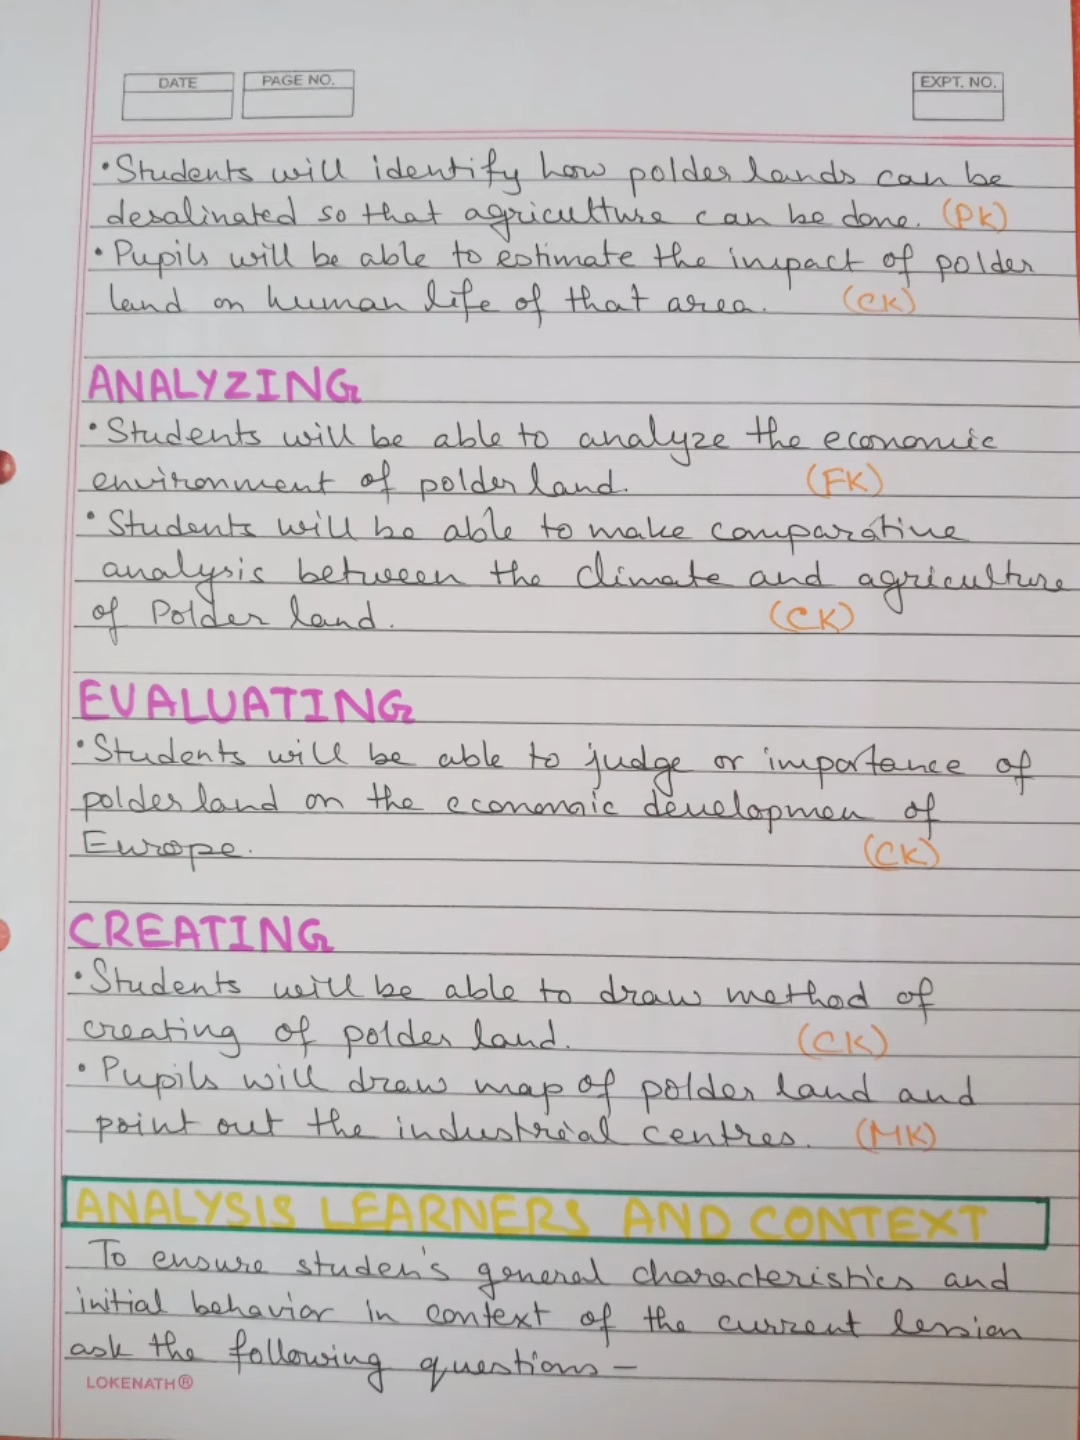 DATE PAGE NO. EXPT. NO.
• Students will identify how polder lands can be
desalinated so that agriculture can be done. (PK)
• Pupils will be able to estimate the impact of polder
land on human life of that area. (CK)
ANALYZING
• Students will be able to analyze the economic
environment of polder land. (FK)
• Students will be able to make comparative
analysis between the climate and agriculture
of Polder land. (CK)
EVALUATING
• Students will be able to judge or importance of
polder land on the economic developmen of
Europe. (CK)
CREATING
• Students will be able to draw method of
creating of polder land. (CK)
• Pupils will draw map of polder land and
point out the industrial centres. (MK)
ANALYSIS LEARNERS AND CONTEXT
To ensure studen's general characteristics and
initial behavior in context of the current lession
ask the following questions –
LOKENATH®